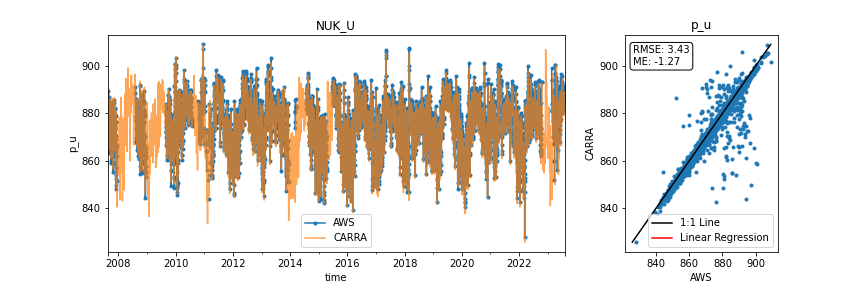 NUK_U
p_u
900
880
860
840
2008
2010
2012
2014
2016
2018
2020
2022
time
AWS
CARRA
p_u
RMSE: 3.43
ME: -1.27
CARRA
900
880
860
840
840
860
880
900
AWS
1:1 Line
Linear Regression